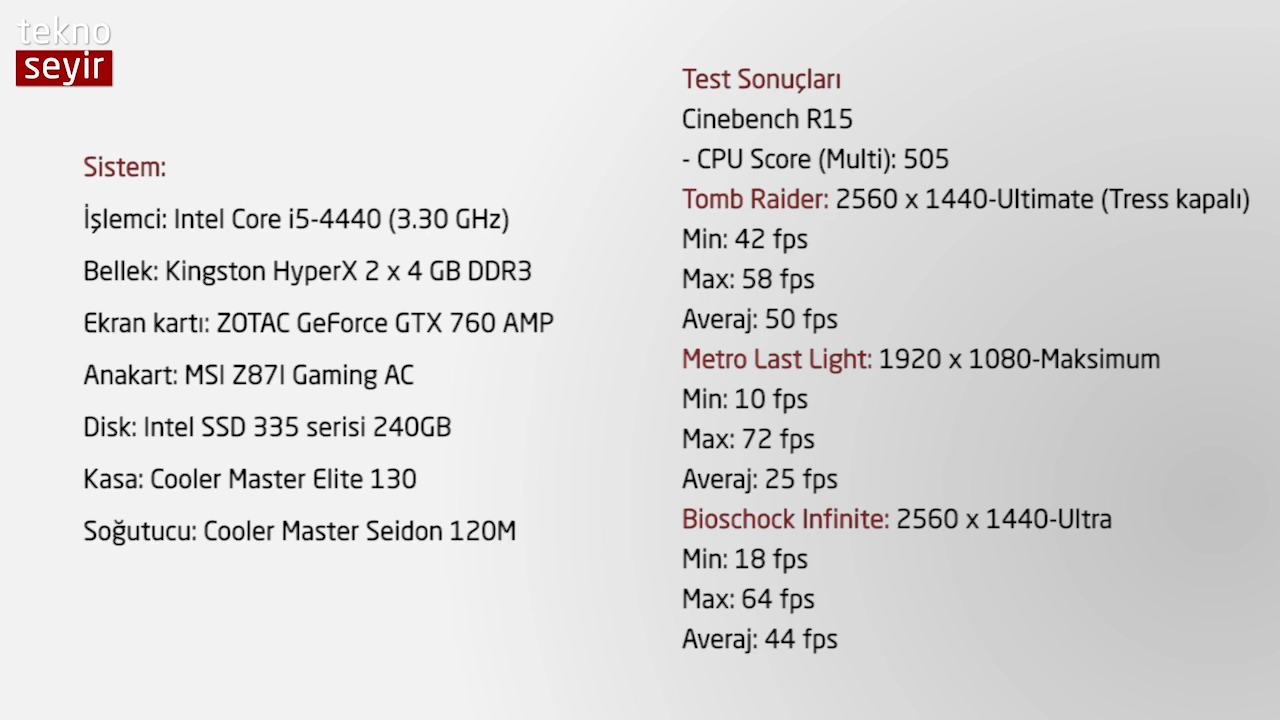 tekno
seyir
Sistem:
İşlemci: Intel Core i5-4440 (3.30 GHz)
Bellek: Kingston HyperX 2 x 4 GB DDR3
Ekran kartı: ZOTAC GeForce GTX 760 AMP
Anakart: MSI Z87I Gaming AC
Disk: Intel SSD 335 serisi 240GB
Kasa: Cooler Master Elite 130
Soğutucu: Cooler Master Seidon 120M
Test Sonuçları
Cinebench R15
- CPU Score (Multi): 505
Tomb Raider: 2560 x 1440-Ultimate (Tress kapalı)
Min: 42 fps
Max: 58 fps
Averaj: 50 fps
Metro Last Light: 1920 x 1080-Maksimum
Min: 10 fps
Max: 72 fps
Averaj: 25 fps
Bioschock Infinite: 2560 x 1440-Ultra
Min: 18 fps
Max: 64 fps
Averaj: 44 fps